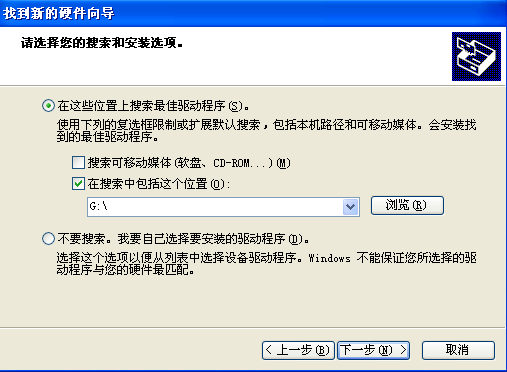 找到新的硬件向导
请选择您的搜索和安装选项。
在这些位置上搜索最佳驱动程序(S)。
使用下列的复选框限制或扩展默认搜索，包括本机路径和可移动媒体。会安装找
到的最佳驱动程序。
搜索可移动媒体(软盘、CD-ROM...)(M)
在搜索中包括这个位置(O):
G:\
浏览(R)
不要搜索。我要自己选择要安装的驱动程序(D)。
选择这个选项以便从列表中选择设备驱动程序。Windows 不能保证您所选择的驱
动程序与您的硬件最匹配。
< 上一步(B)
下一步(N) >
取消